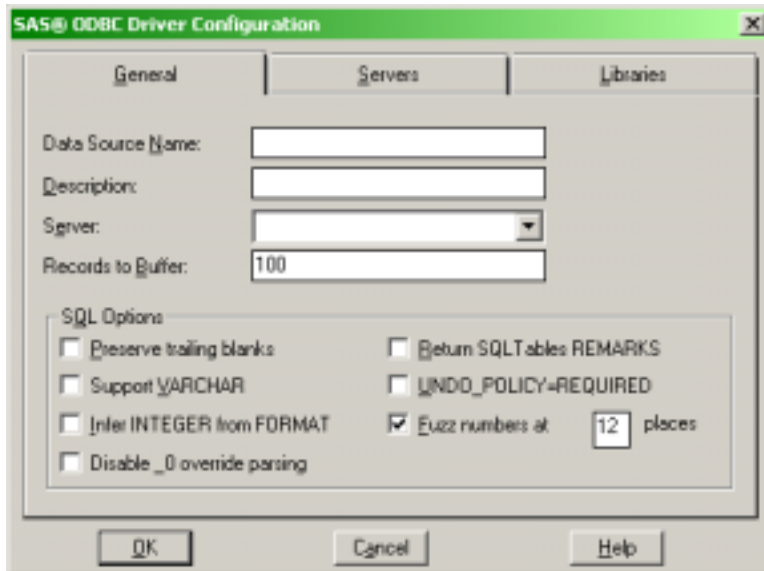 SAS® ODBC Driver Configuration
General Servers Libraries
Data Source Name:
Description:
Server:
Records to Buffer: 100
SQL Options
Preserve trailing blanks Return SQLTables REMARKS
Support VARCHAR UNDO_POLICY=REQUIRED
Infer INTEGER from FORMAT Fuzz numbers at 12 places
Disable _0 override parsing
OK Cancel Help